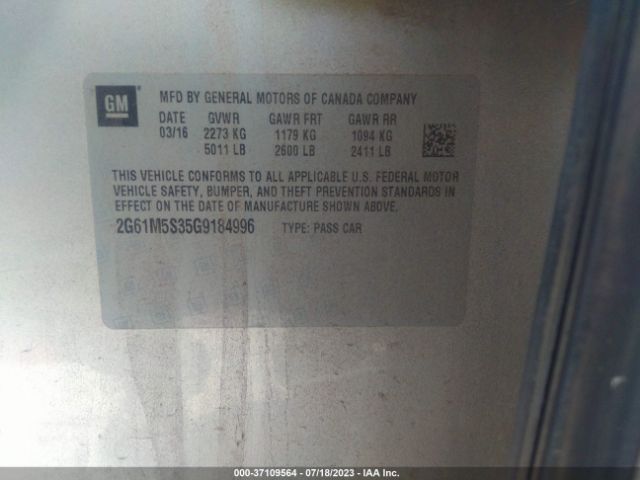 GM
MFD BY GENERAL MOTORS OF CANADA COMPANY
DATE GVWR GAWR FRT GAWR RR
03/16 2273 KG 1179 KG 1094 KG
5011 LB 2600 LB 2411 LB
THIS VEHICLE CONFORMS TO ALL APPLICABLE U.S. FEDERAL MOTOR
VEHICLE SAFETY, BUMPER, AND THEFT PREVENTION STANDARDS IN
EFFECT ON THE DATE OF MANUFACTURE SHOWN ABOVE.
2G61M5S35G9184996 TYPE: PASS CAR
000-37109564 / 07/18/2023 / IAA Inc.